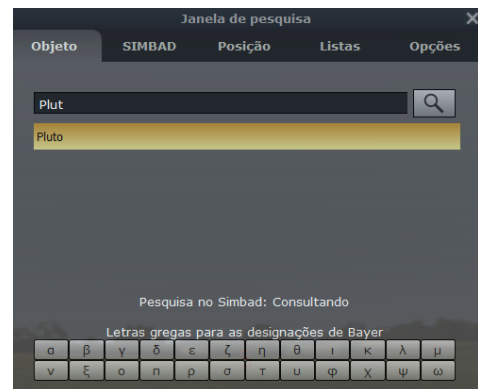 Janela de pesquisa
Objeto SIMBAD Posição Listas Opções
Plut
Pluto
Pesquisa no Simbad: Consultando
Letras gregas para as designações de Bayer
α β γ δ ε ζ η θ ι κ λ μ
ν ξ ο π ρ σ τ υ φ χ ψ ω